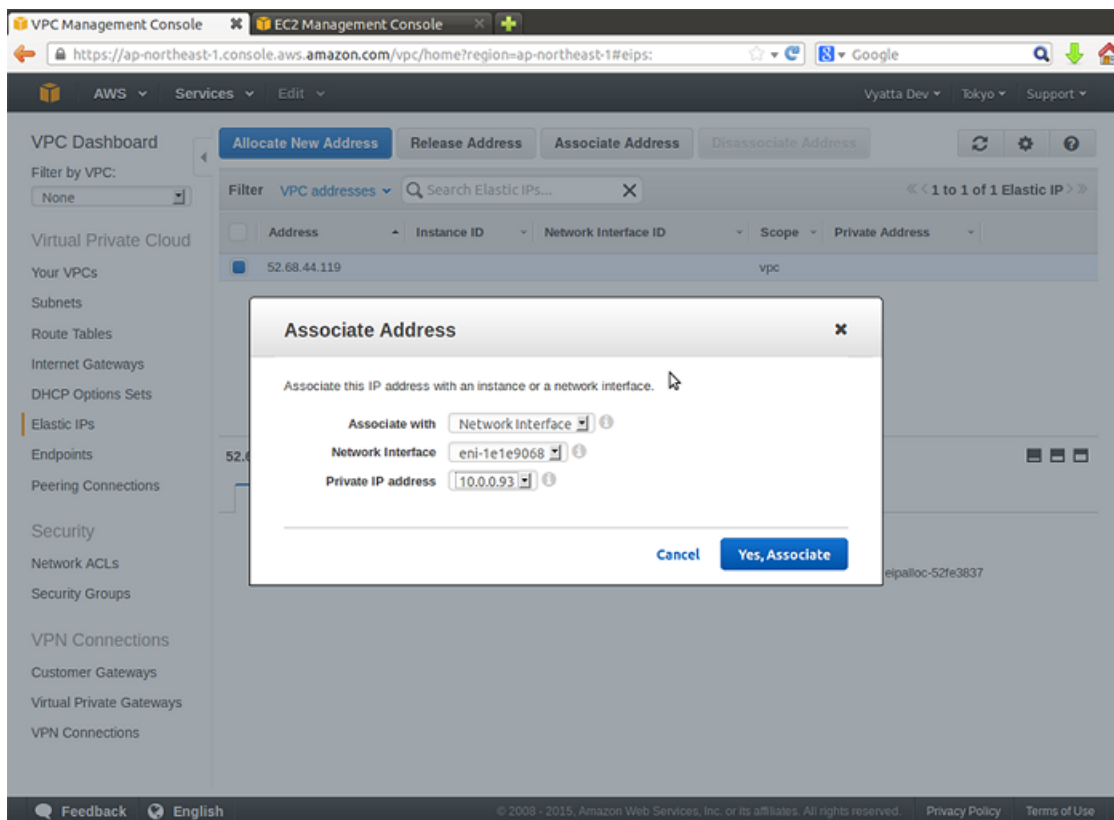 VPC Management Console
EC2 Management Console
https://ap-northeast-1.console.aws.amazon.com/vpc/home?region=ap-northeast-1#eips:
Google
AWS Services Edit Vyatta Dev Tokyo Support
VPC Dashboard
Filter by VPC:
None
Virtual Private Cloud
Your VPCs
Subnets
Route Tables
Internet Gateways
DHCP Options Sets
Elastic IPs
Endpoints
Peering Connections
Security
Network ACLs
Security Groups
VPN Connections
Customer Gateways
Virtual Private Gateways
VPN Connections
Allocate New Address Release Address Associate Address Disassociate Address
Filter VPC addresses Search Elastic IPs... 1 to 1 of 1 Elastic IP
Address Instance ID Network Interface ID Scope Private Address
52.68.44.119 vpc
Associate Address
Associate this IP address with an instance or a network interface.
Associate with Network Interface
Network Interface eni-1e1e9068
Private IP address 10.0.0.93
Cancel Yes, Associate
eipalloc-52fe3837
Feedback English © 2008 - 2015, Amazon Web Services, Inc. or its affiliates. All rights reserved. Privacy Policy Terms of Use